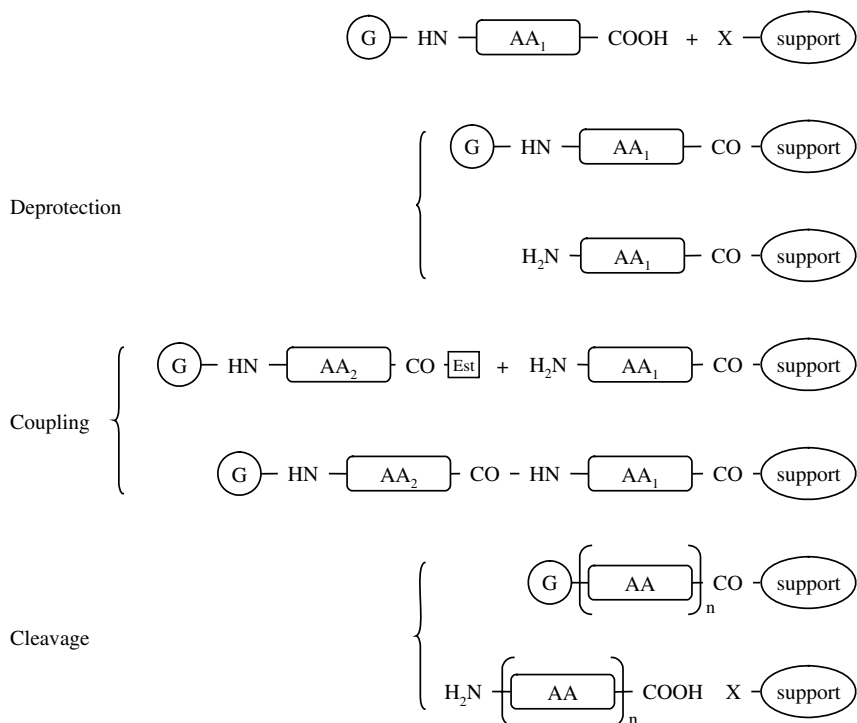 G HN AA₁ COOH + X support
G HN AA₁ CO support
Deprotection
H₂N AA₁ CO support
G HN AA₂ CO Est + H₂N AA₁ CO support
Coupling
G HN AA₂ CO HN AA₁ CO support
G AA n CO support
Cleavage
H₂N AA n COOH X support